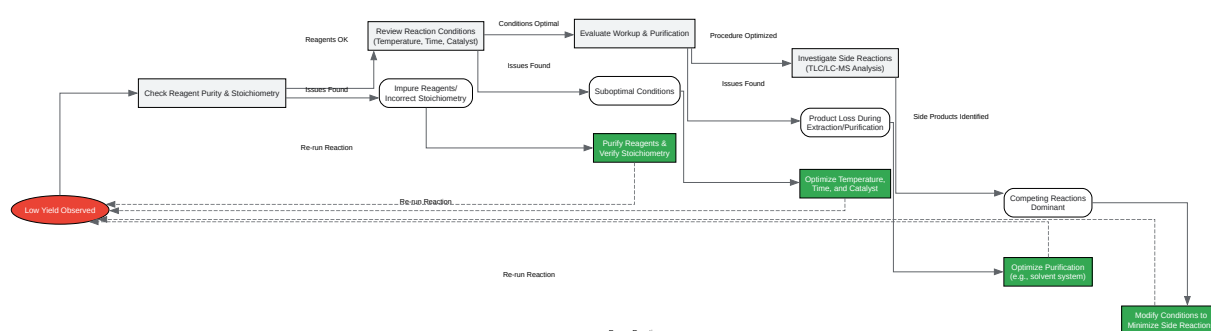 Low Yield Observed
Check Reagent Purity & Stoichiometry
Reagents OK
Issues Found
Re-run Reaction
Review Reaction Conditions
(Temperature, Time, Catalyst)
Impure Reagents/
Incorrect Stoichiometry
Re-run Reaction
Conditions Optimal
Issues Found
Re-run Reaction
Evaluate Workup & Purification
Suboptimal Conditions
Purify Reagents &
Verify Stoichiometry
Procedure Optimized
Issues Found
Investigate Side Reactions
(TLC/LC-MS Analysis)
Product Loss During
Extraction/Purification
Optimize Temperature,
Time, and Catalyst
Side Products Identified
Competing Reactions
Dominant
Optimize Purification
(e.g., solvent system)
Modify Conditions to
Minimize Side Reaction